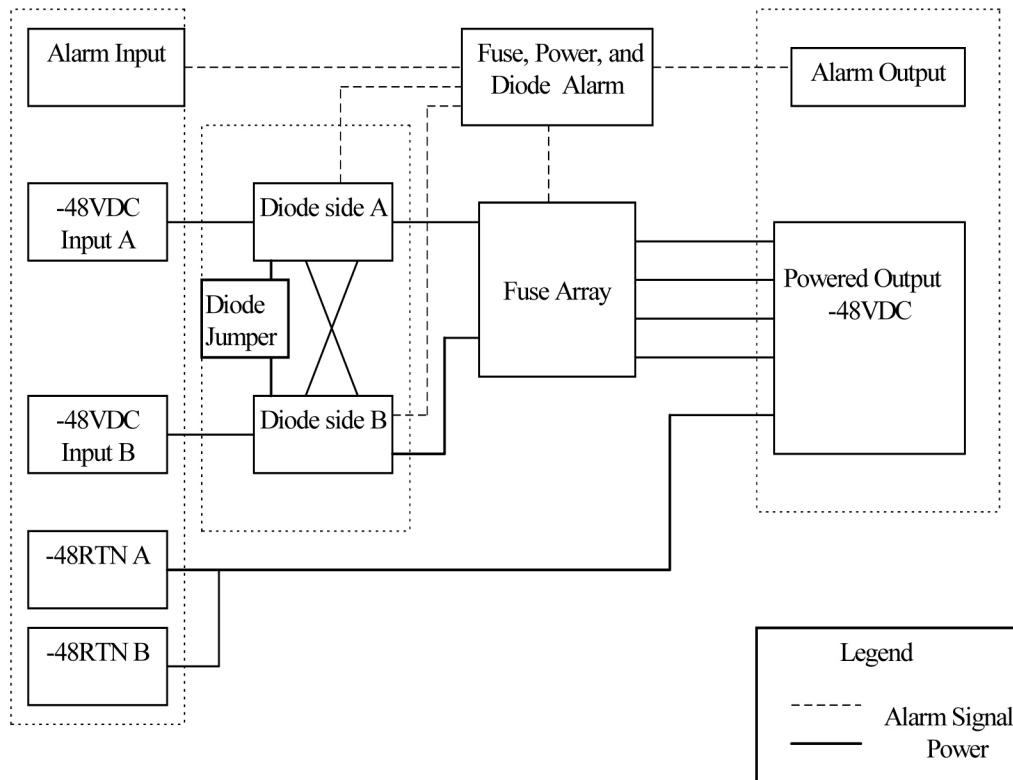 Alarm Input
Fuse, Power, and
Diode Alarm
Alarm Output
-48VDC
Input A
Diode side A
Fuse Array
Powered Output
-48VDC
Diode
Jumper
-48VDC
Input B
Diode side B
-48RTN A
-48RTN B
Legend
Alarm Signal
Power